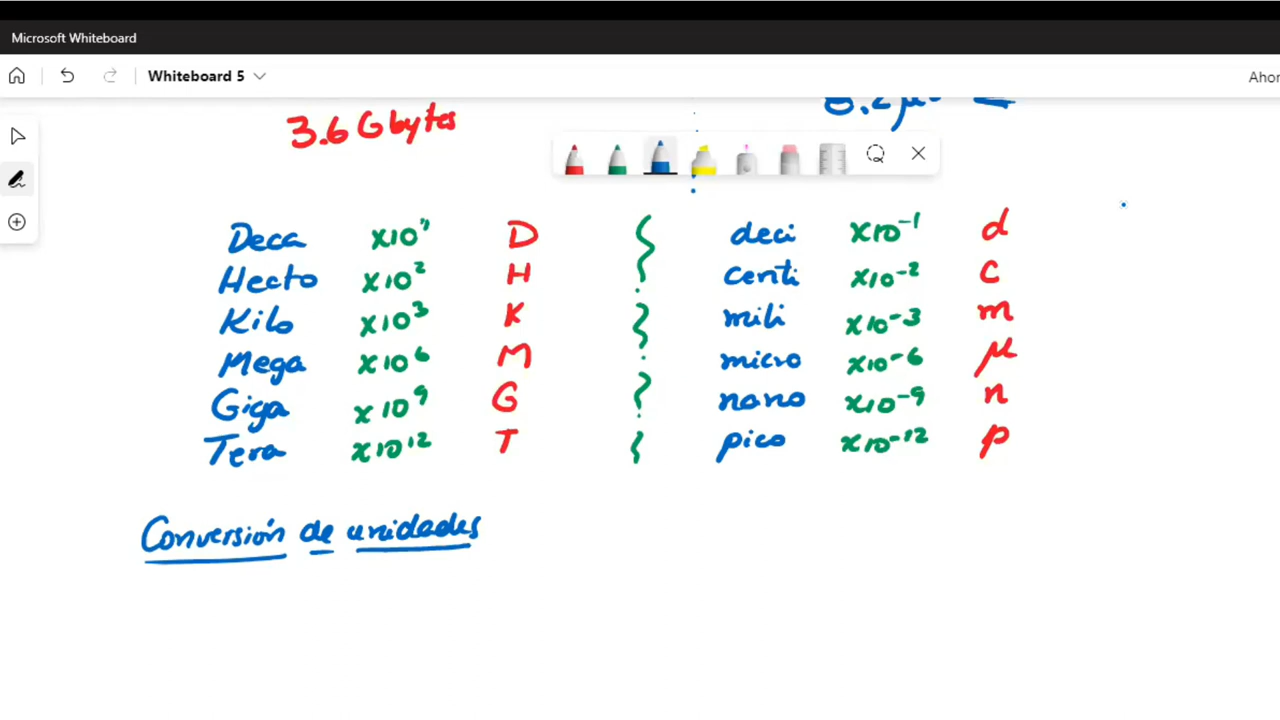 Microsoft Whiteboard
Whiteboard 5
Ahor
3.6 Gbytes
Deca x10¹ D deci x10⁻¹ d
Hecto x10² H centi x10⁻² c
Kilo x10³ K mili x10⁻³ m
Mega x10⁶ M micro x10⁻⁶ μ
Giga x10⁹ G nano x10⁻⁹ n
Tera x10¹² T pico x10⁻¹² p
Conversión de unidades